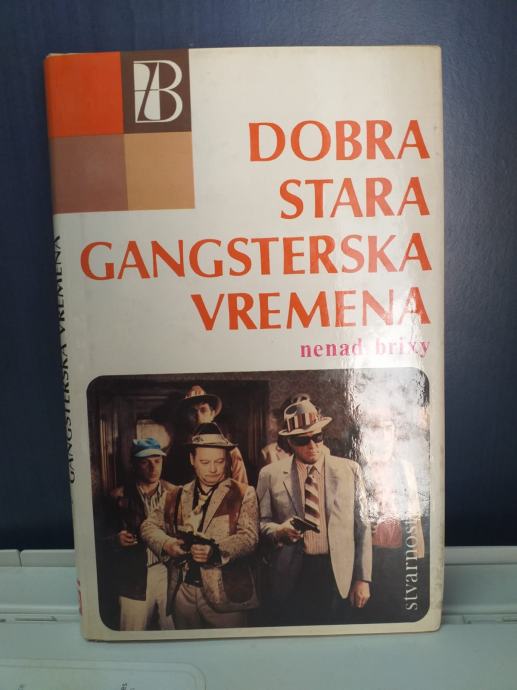 B
DOBRA
STARA
GANGSTERSKA
VREMENA
nenad brixy
stvarnost
GANGSTERSKA VREMENA